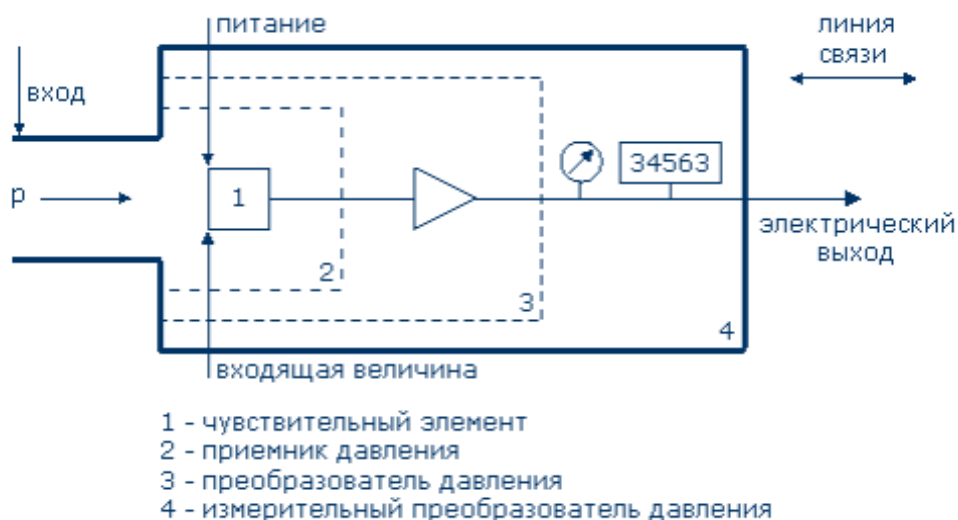 питание
линия
связи
вход
34563
p
1
электрический
выход
2
3
4
входящая величина
1 - чувствительный элемент
2 - приемник давления
3 - преобразователь давления
4 - измерительный преобразователь давления